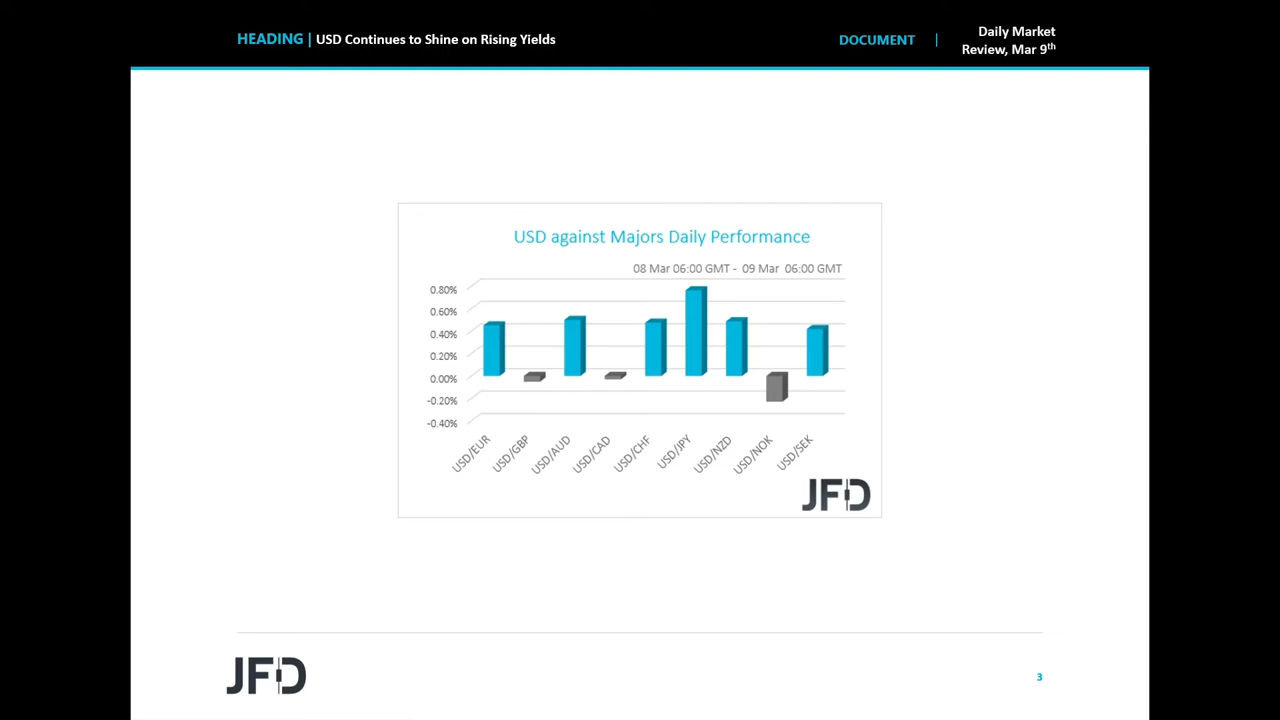 HEADING | USD Continues to Shine on Rising Yields
DOCUMENT |
Daily Market
Review, Mar 9th
USD against Majors Daily Performance
08 Mar 06:00 GMT - 09 Mar 06:00 GMT
0.80%
0.60%
0.40%
0.20%
0.00%
-0.20%
-0.40%
USD/EUR
USD/GBP
USD/AUD
USD/CAD
USD/CHF
USD/JPY
USD/NZD
USD/NOK
USD/SEK
JFD
JFD
3